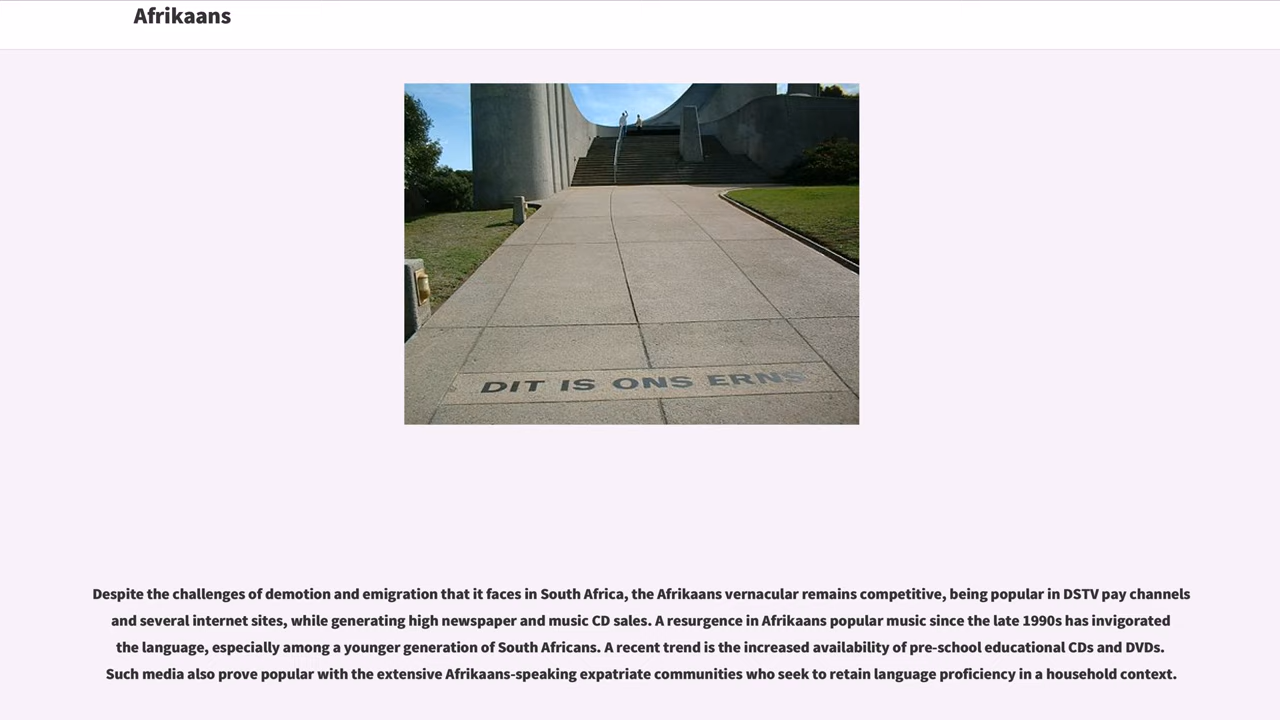 Afrikaans
DIT IS ONS ERNS
Despite the challenges of demotion and emigration that it faces in South Africa, the Afrikaans vernacular remains competitive, being popular in DSTV pay channels
and several internet sites, while generating high newspaper and music CD sales. A resurgence in Afrikaans popular music since the late 1990s has invigorated
the language, especially among a younger generation of South Africans. A recent trend is the increased availability of pre-school educational CDs and DVDs.
Such media also prove popular with the extensive Afrikaans-speaking expatriate communities who seek to retain language proficiency in a household context.